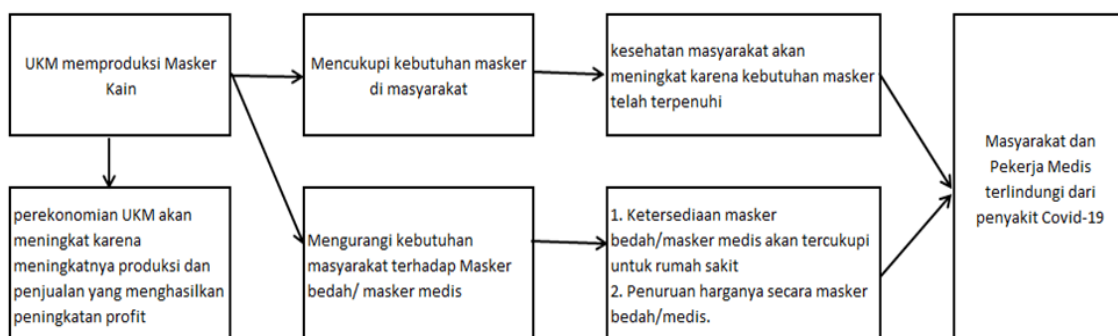 UKM memproduksi Masker
Kain
Mencukupi kebutuhan masker
di masyarakat
kesehatan masyarakat akan
meningkat karena kebutuhan masker
telah terpenuhi
Masyarakat dan
Pekerja Medis
terlindungi dari
penyakit Covid-19
perekonomian UKM akan
meningkat karena
meningkatnya produksi dan
penjualan yang menghasilkan
peningkatan profit
Mengurangi kebutuhan
masyarakat terhadap Masker
bedah/ masker medis
1. Ketersediaan masker
bedah/masker medis akan tercukupi
untuk rumah sakit
2. Penuruan harganya secara masker
bedah/medis.